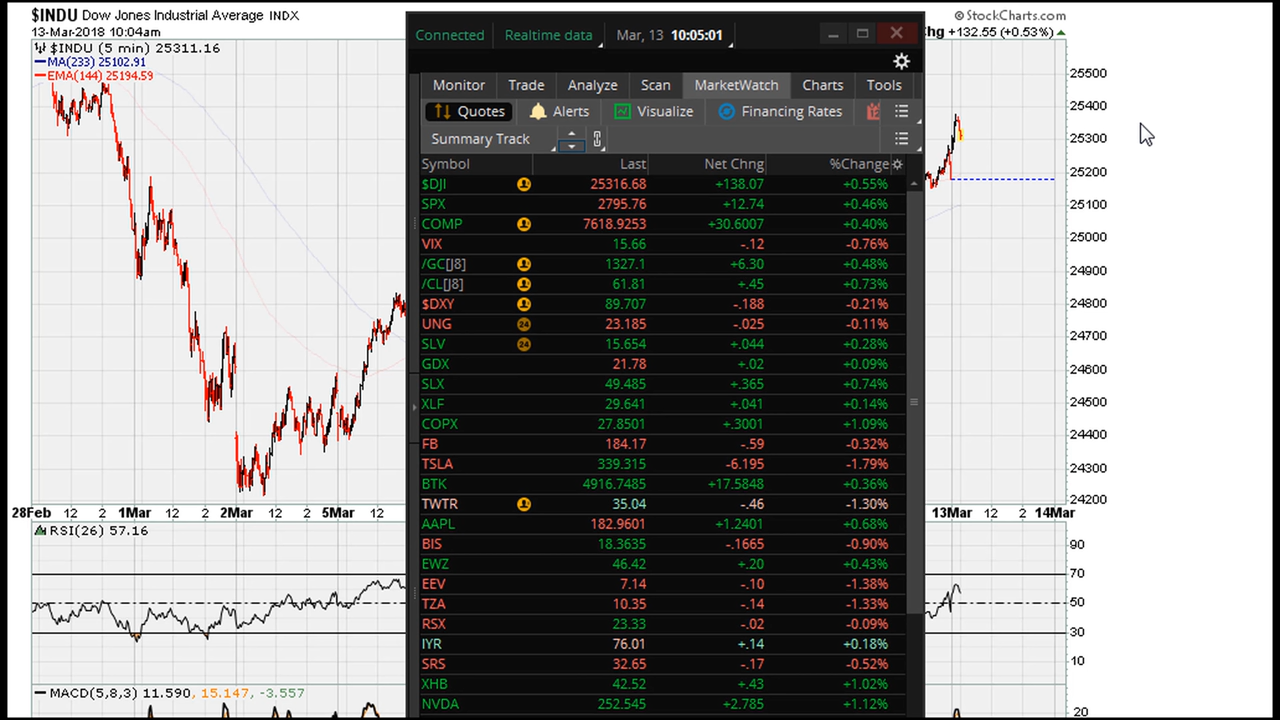 $INDU Dow Jones Industrial Average INDX
© StockCharts.com
13-Mar-2018 10:04am
hg +132.55 (+0.53%)
$INDU (5 min) 25311.16
MA(233) 25102.91
EMA(144) 25194.59
Connected Realtime data Mar, 13 10:05:01
Monitor Trade Analyze Scan MarketWatch Charts Tools
Quotes Alerts Visualize Financing Rates
Summary Track
Symbol Last Net Chng %Change
$DJI 25316.68 +138.07 +0.55%
SPX 2795.76 +12.74 +0.46%
COMP 7618.9253 +30.6007 +0.40%
VIX 15.66 -.12 -0.76%
/GC[J8] 1327.1 +6.30 +0.48%
/CL[J8] 61.81 +.45 +0.73%
$DXY 89.707 -.188 -0.21%
UNG 24 23.185 -.025 -0.11%
SLV 24 15.654 +.044 +0.28%
GDX 21.78 +.02 +0.09%
SLX 49.485 +.365 +0.74%
XLF 29.641 +.041 +0.14%
COPX 27.8501 +.3001 +1.09%
FB 184.17 -.59 -0.32%
TSLA 339.315 -6.195 -1.79%
BTK 4916.7485 +17.5848 +0.36%
TWTR 35.04 -.46 -1.30%
AAPL 182.9601 +1.2401 +0.68%
BIS 18.3635 -.1665 -0.90%
EWZ 46.42 +.20 +0.43%
EEV 7.14 -.10 -1.38%
TZA 10.35 -.14 -1.33%
RSX 23.33 -.02 -0.09%
IYR 76.01 +.14 +0.18%
SRS 32.65 -.17 -0.52%
XHB 42.52 +.43 +1.02%
NVDA 252.545 +2.785 +1.12%
25500
25400
25300
25200
25100
25000
24900
24800
24700
24600
24500
24400
24300
24200
28Feb 12 2 1Mar 12 2Mar 12 2 5Mar 12
13Mar 12 2 14Mar
RSI(26) 57.16
90
70
50
30
10
MACD(5,8,3) 11.590, 15.147, -3.557
20